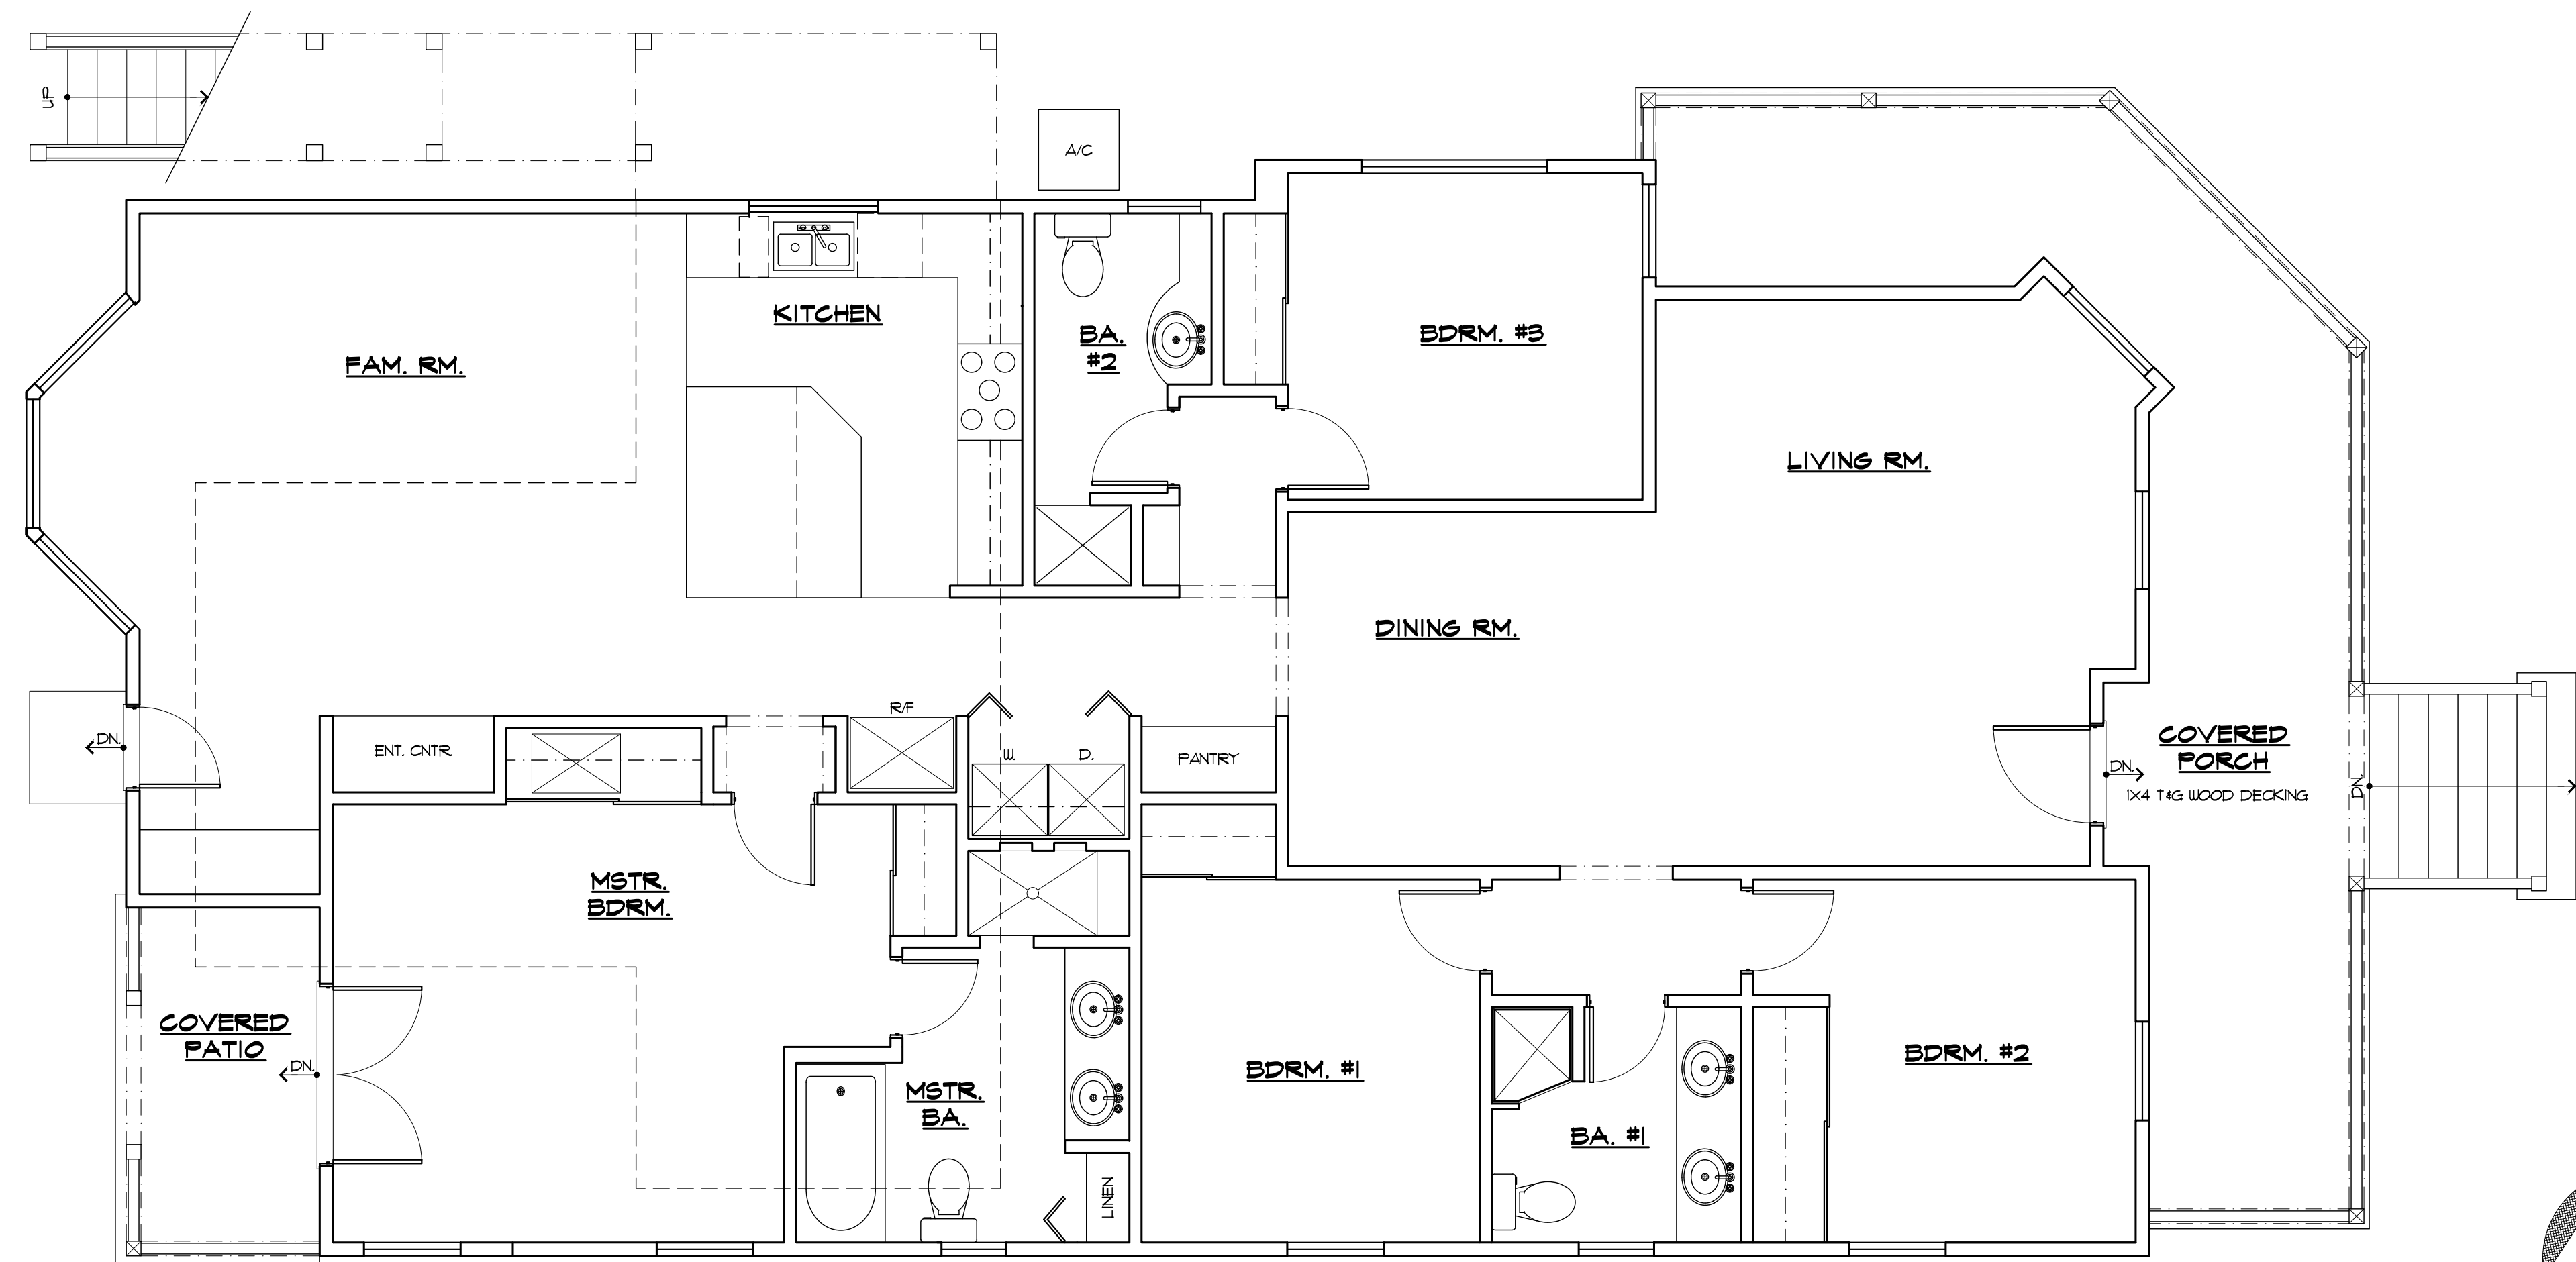 UP
A/C
KITCHEN
FAM. RM.
BA.
#2
BDRM. #3
LIVING RM.
DINING RM.
R/F
ENT. CNTR.
W.
D.
PANTRY
DN.
COVERED
PORCH
DN.
1X4 T&G WOOD DECKING
DN.
MSTR.
BDRM.
COVERED
PATIO
DN.
MSTR.
BA.
LINEN
BDRM. #1
BA. #1
BDRM. #2